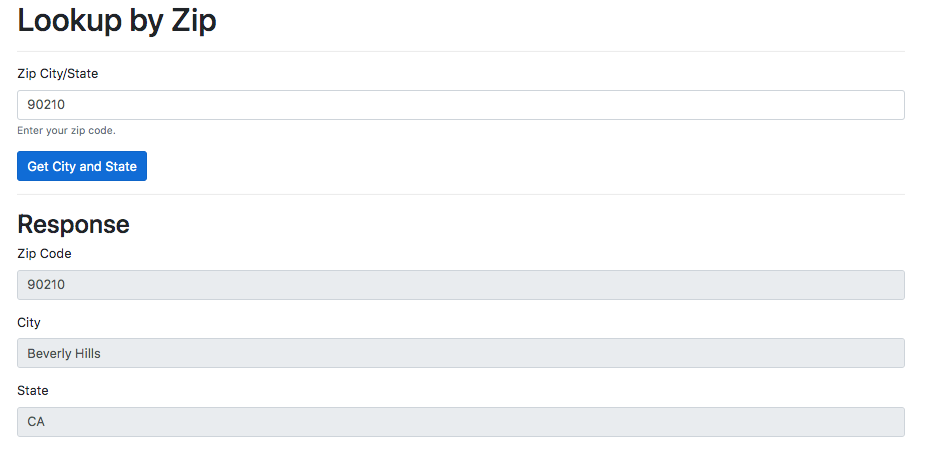 Lookup by Zip
Zip City/State
90210
Enter your zip code.
Get City and State
Response
Zip Code
90210
City
Beverly Hills
State
CA